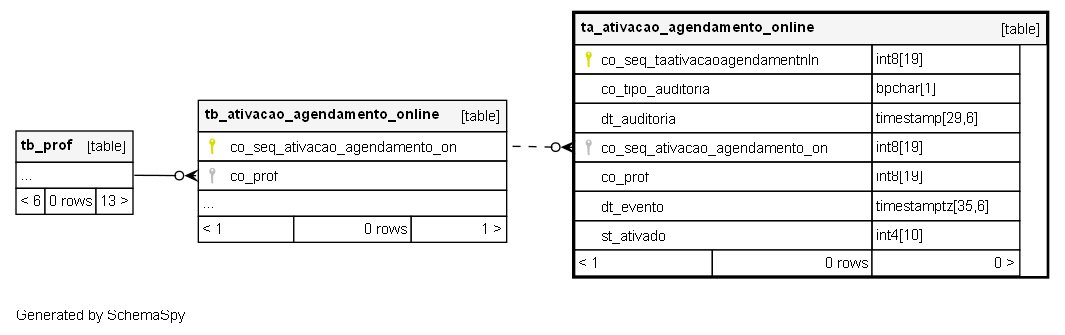 tb_prof [table]
...
< 6 0 rows 13 >
tb_ativacao_agendamento_online [table]
co_seq_ativacao_agendamento_on
co_prof
...
< 1 0 rows 1 >
ta_ativacao_agendamento_online [table]
co_seq_taativacaoagendamentnln int8[19]
co_tipo_auditoria bpchar[1]
dt_auditoria timestamp[29,6]
co_seq_ativacao_agendamento_on int8[19]
co_prof int8[19]
dt_evento timestamptz[35,6]
st_ativado int4[10]
< 1 0 rows 0 >
Generated by SchemaSpy